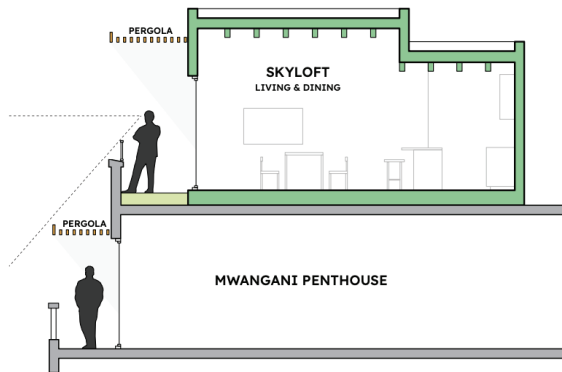 PERGOLA
SKYLOFT
LIVING & DINING
PERGOLA
MWANGANI PENTHOUSE